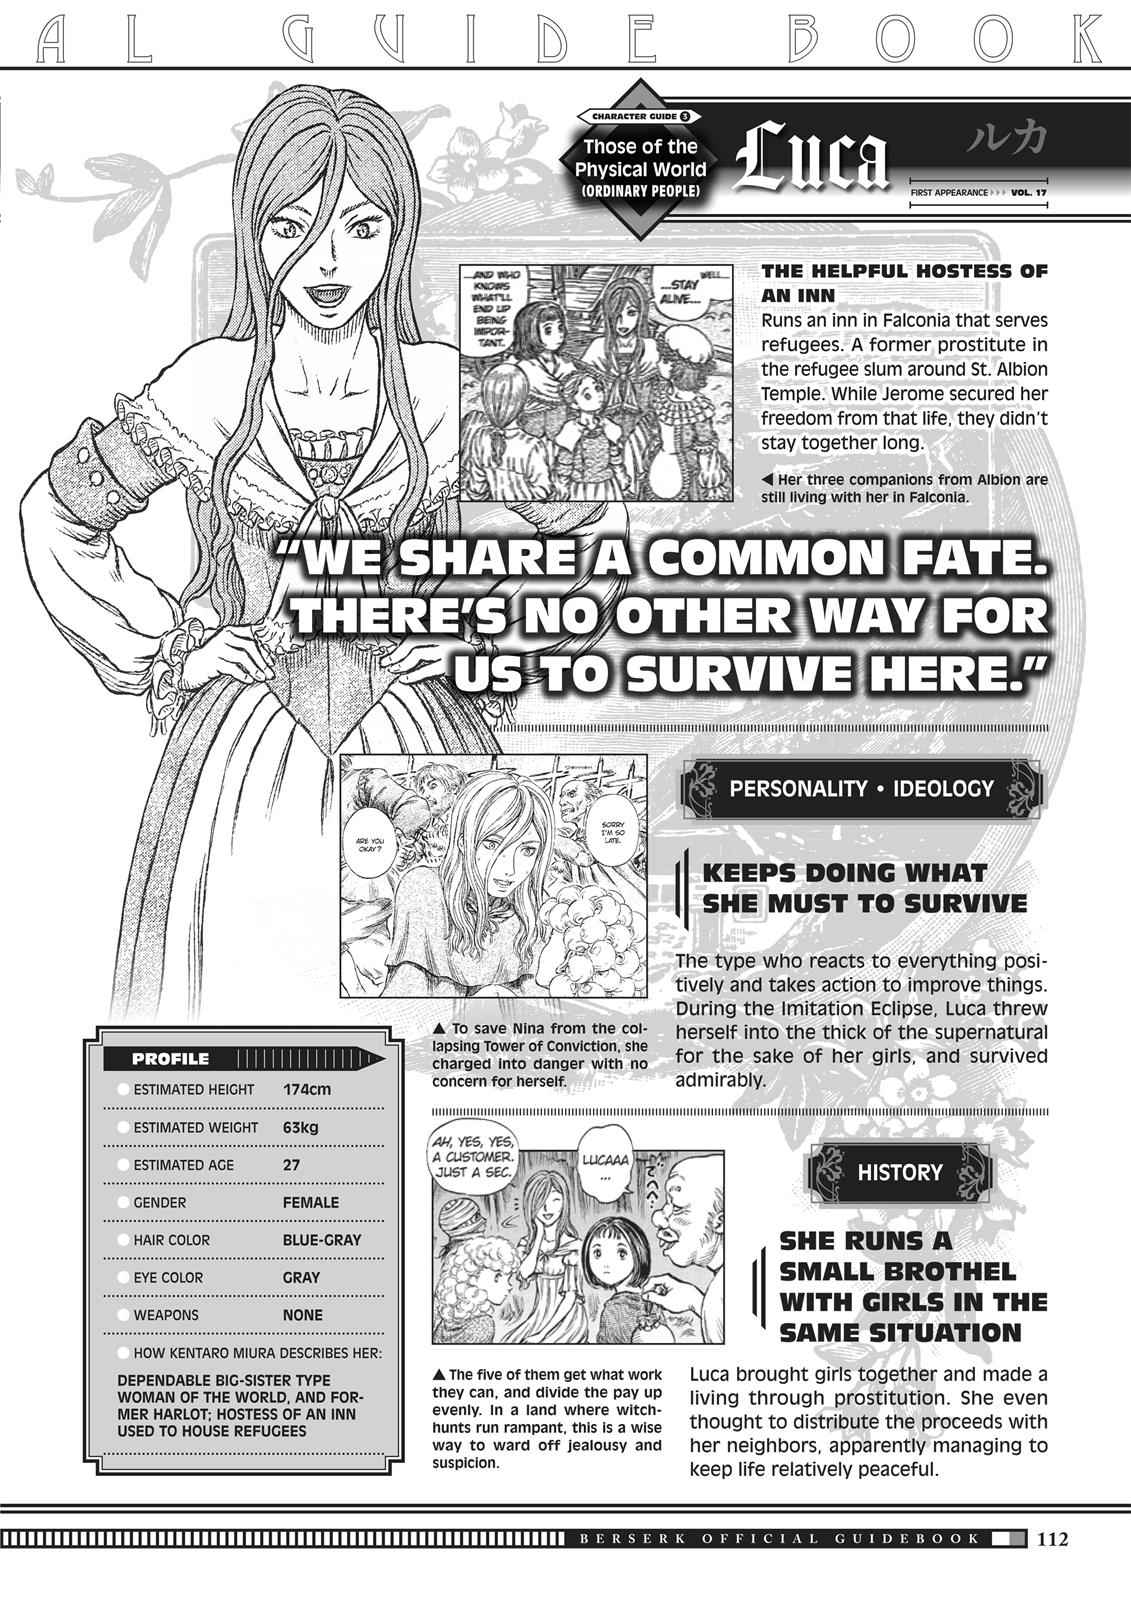 AL GUIDE BOOK
CHARACTER GUIDE 3
Those of the
Physical World
(ORDINARY PEOPLE)
Luca
ルカ
FIRST APPEARANCE VOL. 17
...AND WHO
KNOWS
WHAT'LL
END UP
BEING
IMPOR-
TANT.
WELL...
...STAY
ALIVE...
THE HELPFUL HOSTESS OF
AN INN
Runs an inn in Falconia that serves
refugees. A former prostitute in
the refugee slum around St. Albion
Temple. While Jerome secured her
freedom from that life, they didn't
stay together long.
◀ Her three companions from Albion are
still living with her in Falconia.
“WE SHARE A COMMON FATE.
THERE’S NO OTHER WAY FOR
US TO SURVIVE HERE.”
PERSONALITY • IDEOLOGY
ARE YOU
OKAY?
SORRY
I'M SO
LATE.
KEEPS DOING WHAT
SHE MUST TO SURVIVE
The type who reacts to everything posi-
tively and takes action to improve things.
During the Imitation Eclipse, Luca threw
herself into the thick of the supernatural
for the sake of her girls, and survived
admirably.
▲ To save Nina from the col-
lapsing Tower of Conviction, she
charged into danger with no
concern for herself.
PROFILE
ESTIMATED HEIGHT 174cm
ESTIMATED WEIGHT 63kg
ESTIMATED AGE 27
GENDER FEMALE
HAIR COLOR BLUE-GRAY
EYE COLOR GRAY
WEAPONS NONE
HOW KENTARO MIURA DESCRIBES HER:
DEPENDABLE BIG-SISTER TYPE
WOMAN OF THE WORLD, AND FOR-
MER HARLOT; HOSTESS OF AN INN
USED TO HOUSE REFUGEES
AH, YES, YES,
A CUSTOMER.
JUST A SEC.
LUCAAA
...
でへへ
HISTORY
SHE RUNS A
SMALL BROTHEL
WITH GIRLS IN THE
SAME SITUATION
▲ The five of them get what work
they can, and divide the pay up
evenly. In a land where witch-
hunts run rampant, this is a wise
way to ward off jealousy and
suspicion.
Luca brought girls together and made a
living through prostitution. She even
thought to distribute the proceeds with
her neighbors, apparently managing to
keep life relatively peaceful.
BERSERK OFFICIAL GUIDEBOOK 112